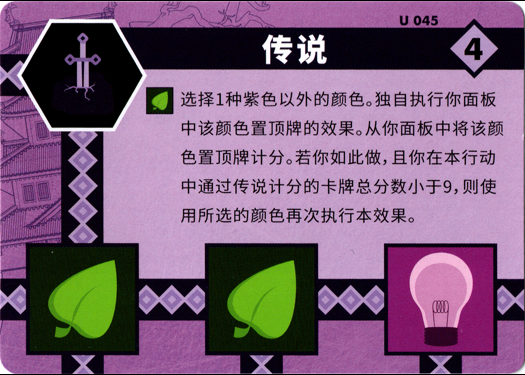 U 045
传说
4
选择1种紫色以外的颜色。独自执行你面板
中该颜色置顶牌的效果。从你面板中将该颜
色置顶牌计分。若你如此做,且你在本行动
中通过传说计分的卡牌总分数小于9,则使
用所选的颜色再次执行本效果。